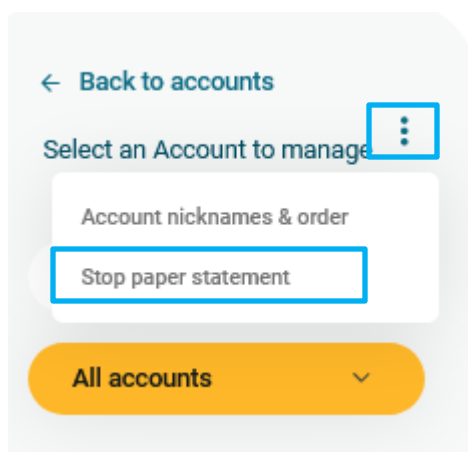 ← Back to accounts
Select an Account to manage
Account nicknames & order
Stop paper statement
All accounts